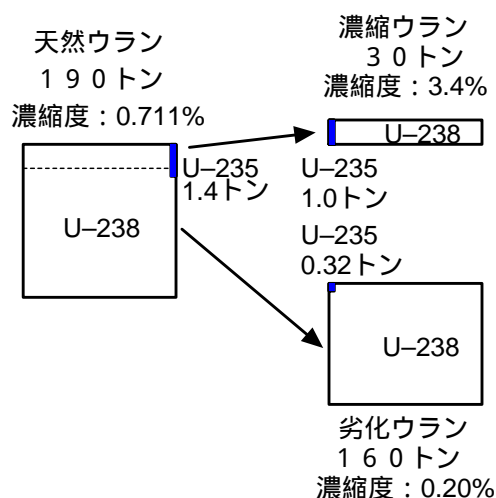 天然ウラン
１９０トン
濃縮度：0.711%
U–235
1.4トン
U–238
濃縮ウラン
３０トン
濃縮度：3.4%
U–238
U–235
1.0トン
U–235
0.32トン
U–238
劣化ウラン
１６０トン
濃縮度：0.20%